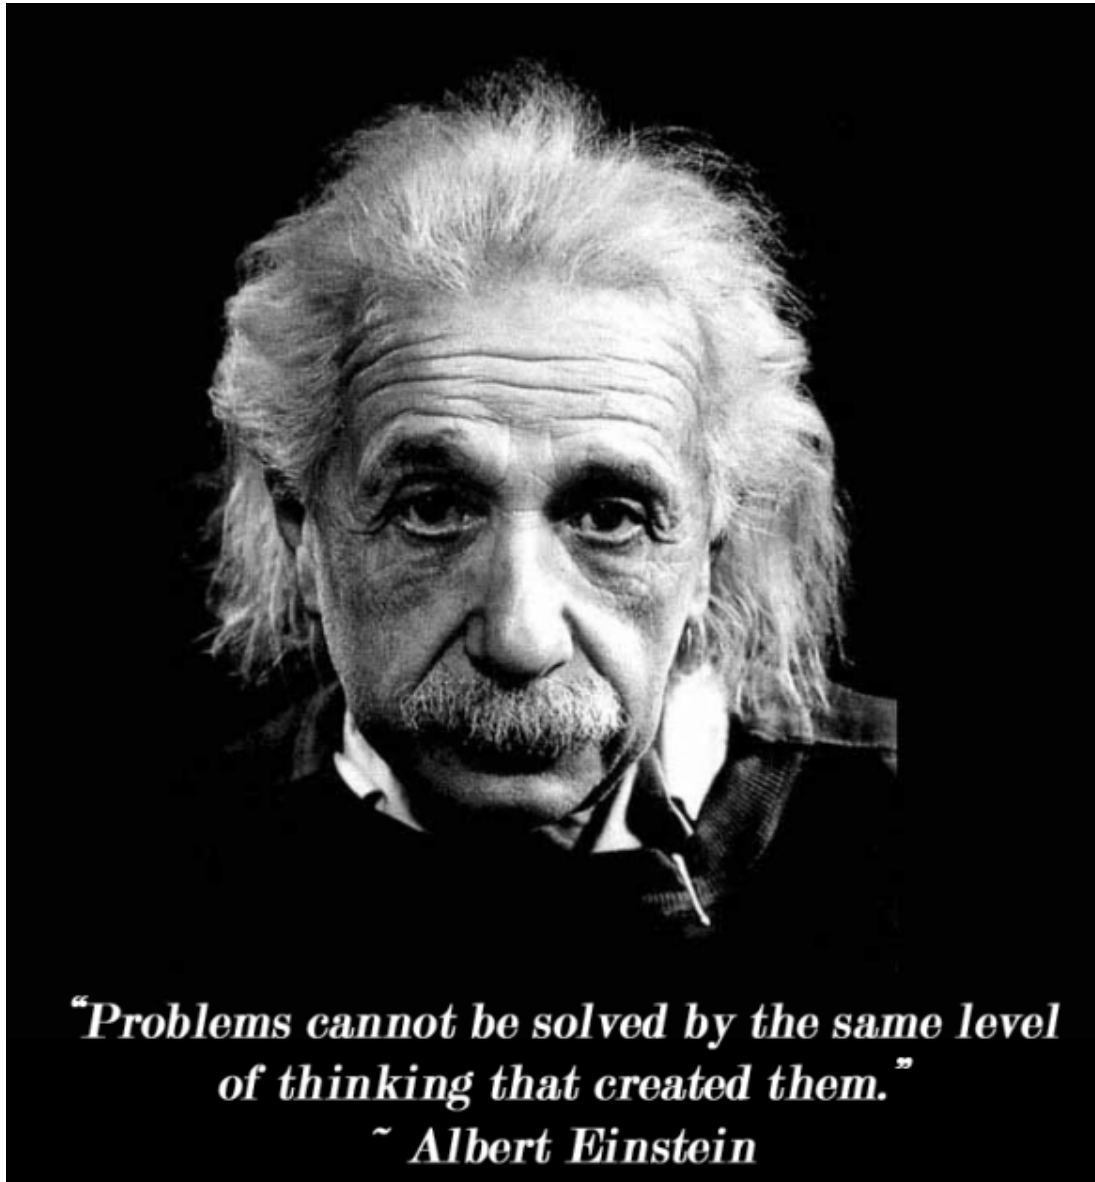 “Problems cannot be solved by the same level
of thinking that created them.”
~ Albert Einstein